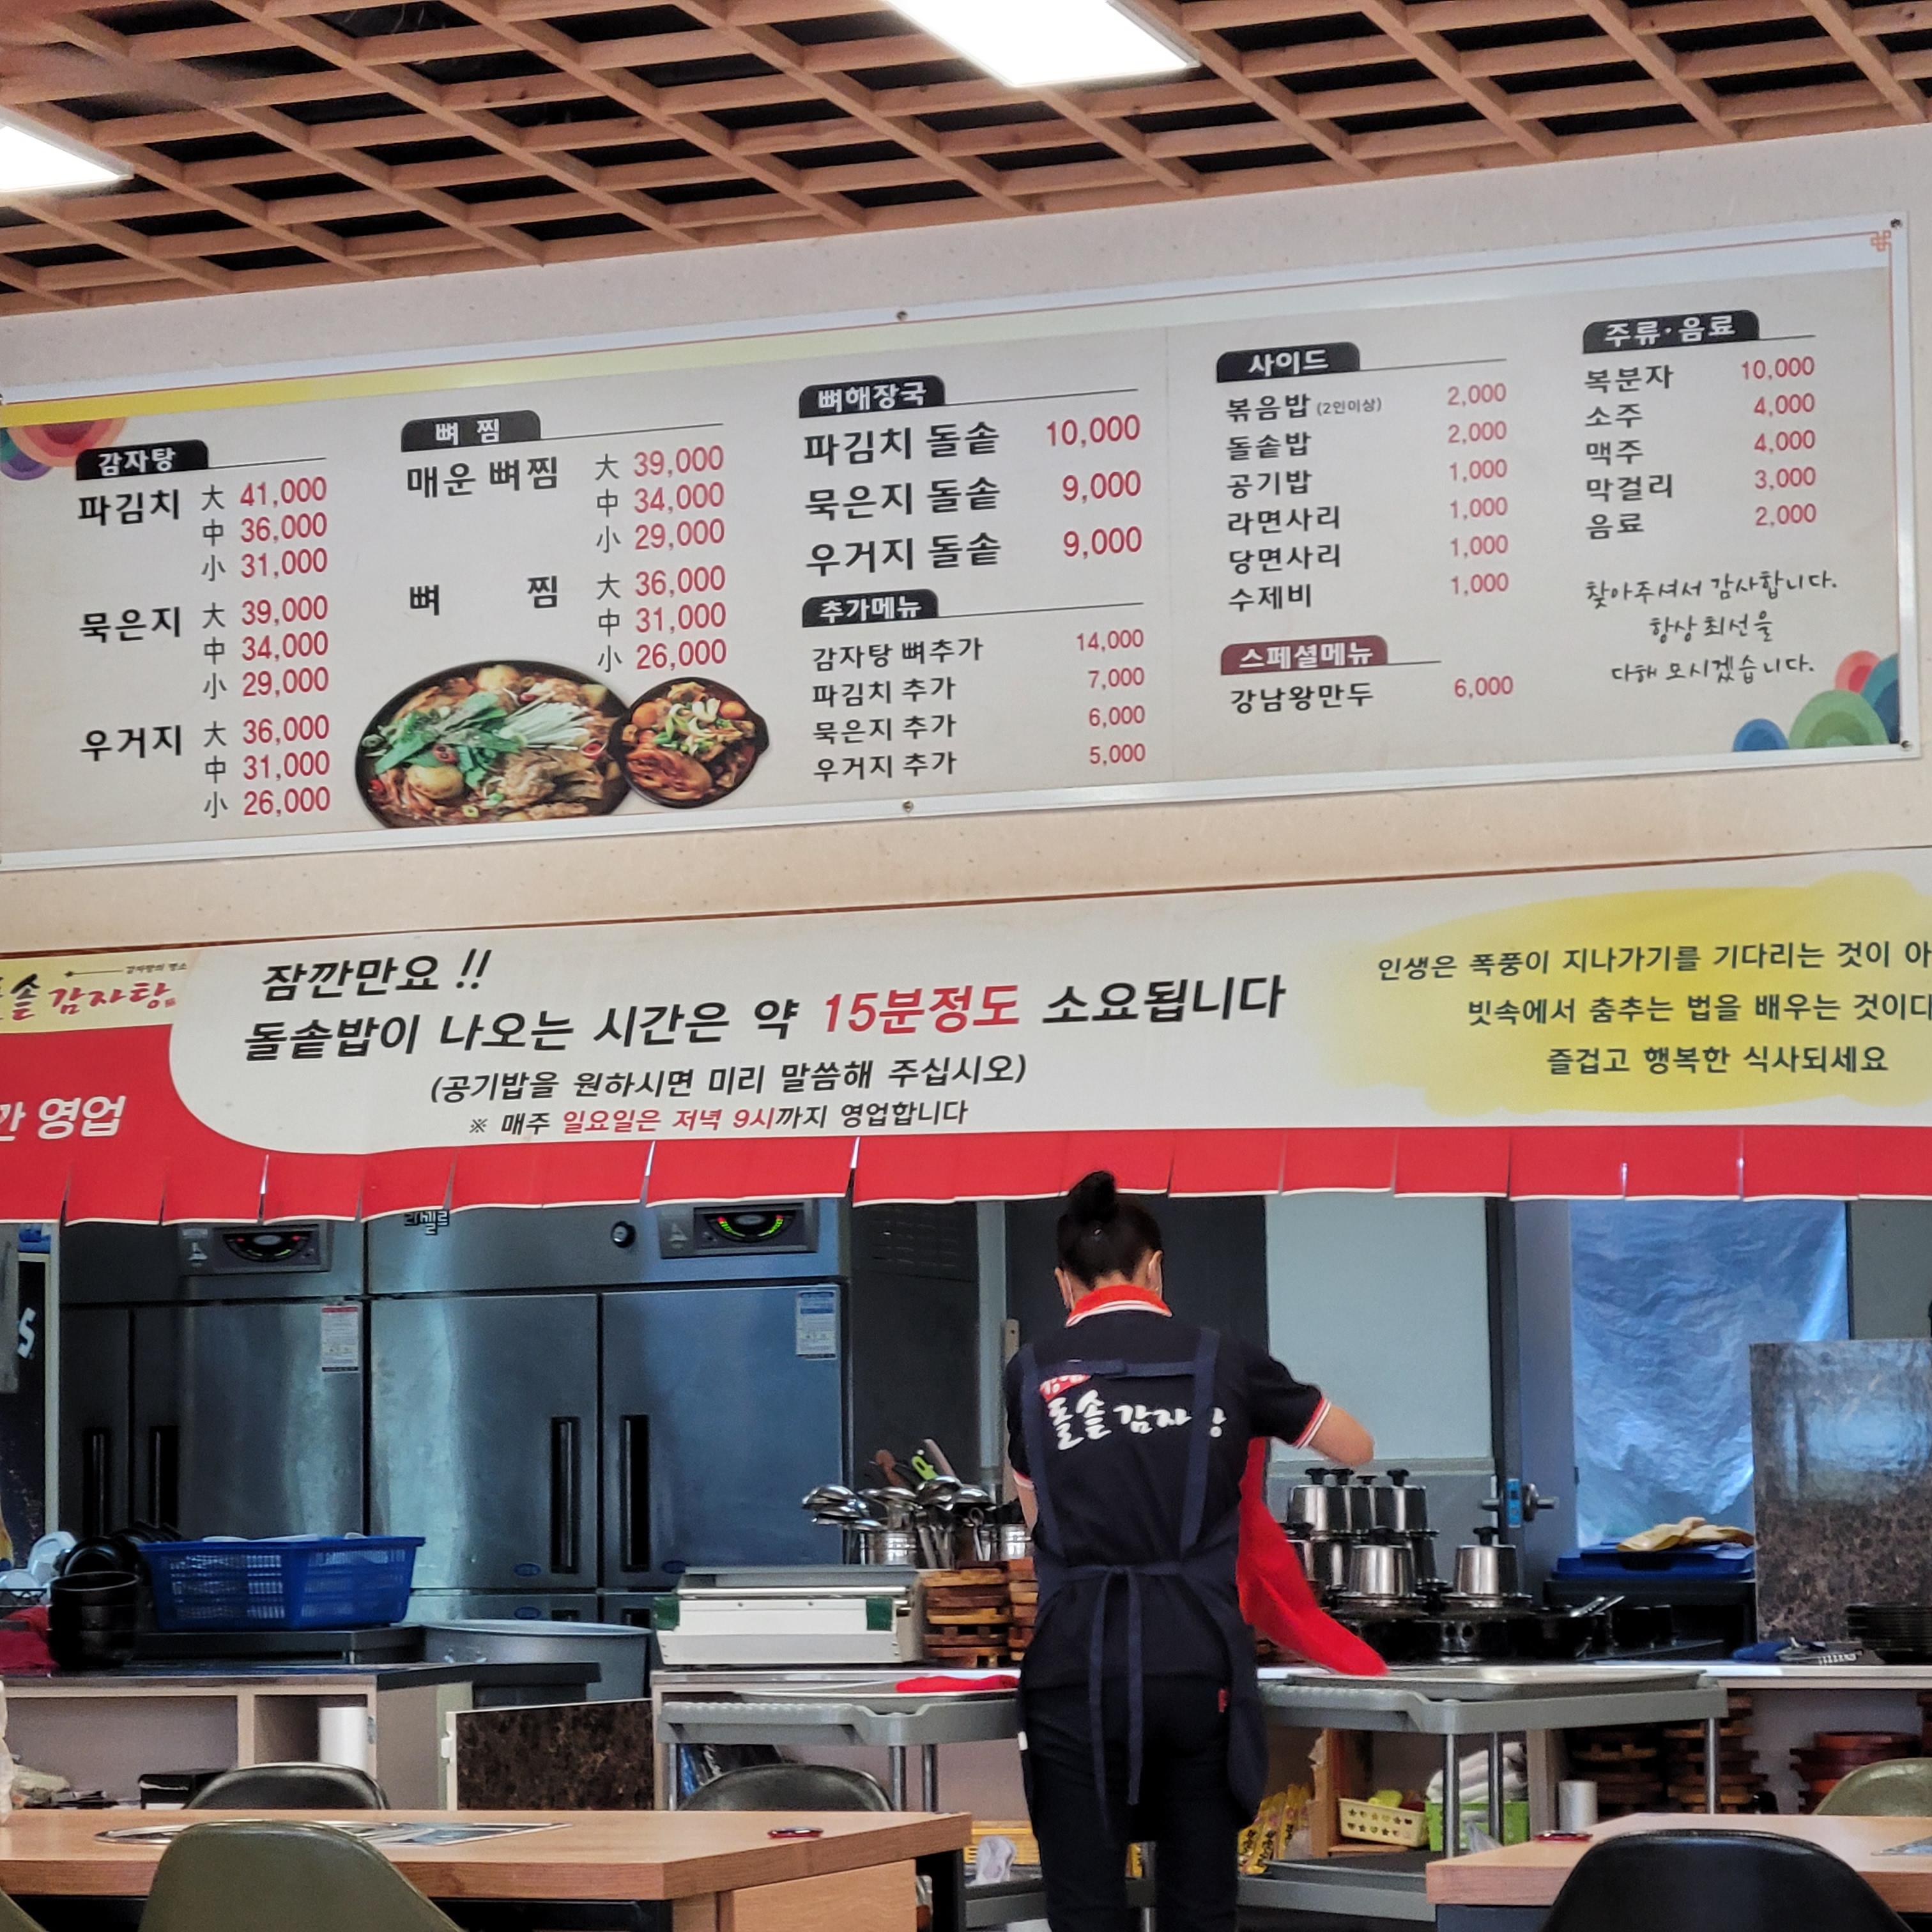 감자탕
파김치 大 41,000
中 36,000
小 31,000
묵은지 大 39,000
中 34,000
小 29,000
우거지 大 36,000
中 31,000
小 26,000
뼈 찜
매운 뼈찜 大 39,000
中 34,000
小 29,000
뼈 찜 大 36,000
中 31,000
小 26,000
뼈해장국
파김치 돌솥 10,000
묵은지 돌솥 9,000
우거지 돌솥 9,000
추가메뉴
감자탕 뼈추가 14,000
파김치 추가 7,000
묵은지 추가 6,000
우거지 추가 5,000
사이드
볶음밥 (2인이상) 2,000
돌솥밥 2,000
공기밥 1,000
라면사리 1,000
당면사리 1,000
수제비 1,000
스페셜메뉴
강남왕만두 6,000
주류·음료
복분자 10,000
소주 4,000
맥주 4,000
막걸리 3,000
음료 2,000
찾아주셔서 감사합니다.
항상 최선을
다해 모시겠습니다.
감자탕의 명소
솥 감자탕
영업
잠깐만요 !!
돌솥밥이 나오는 시간은 약 15분정도 소요됩니다
(공기밥을 원하시면 미리 말씀해 주십시오)
※ 매주 일요일은 저녁 9시까지 영업합니다
인생은 폭풍이 지나가기를 기다리는 것이 아
빗속에서 춤추는 법을 배우는 것이다
즐겁고 행복한 식사되세요
돌솥 감자